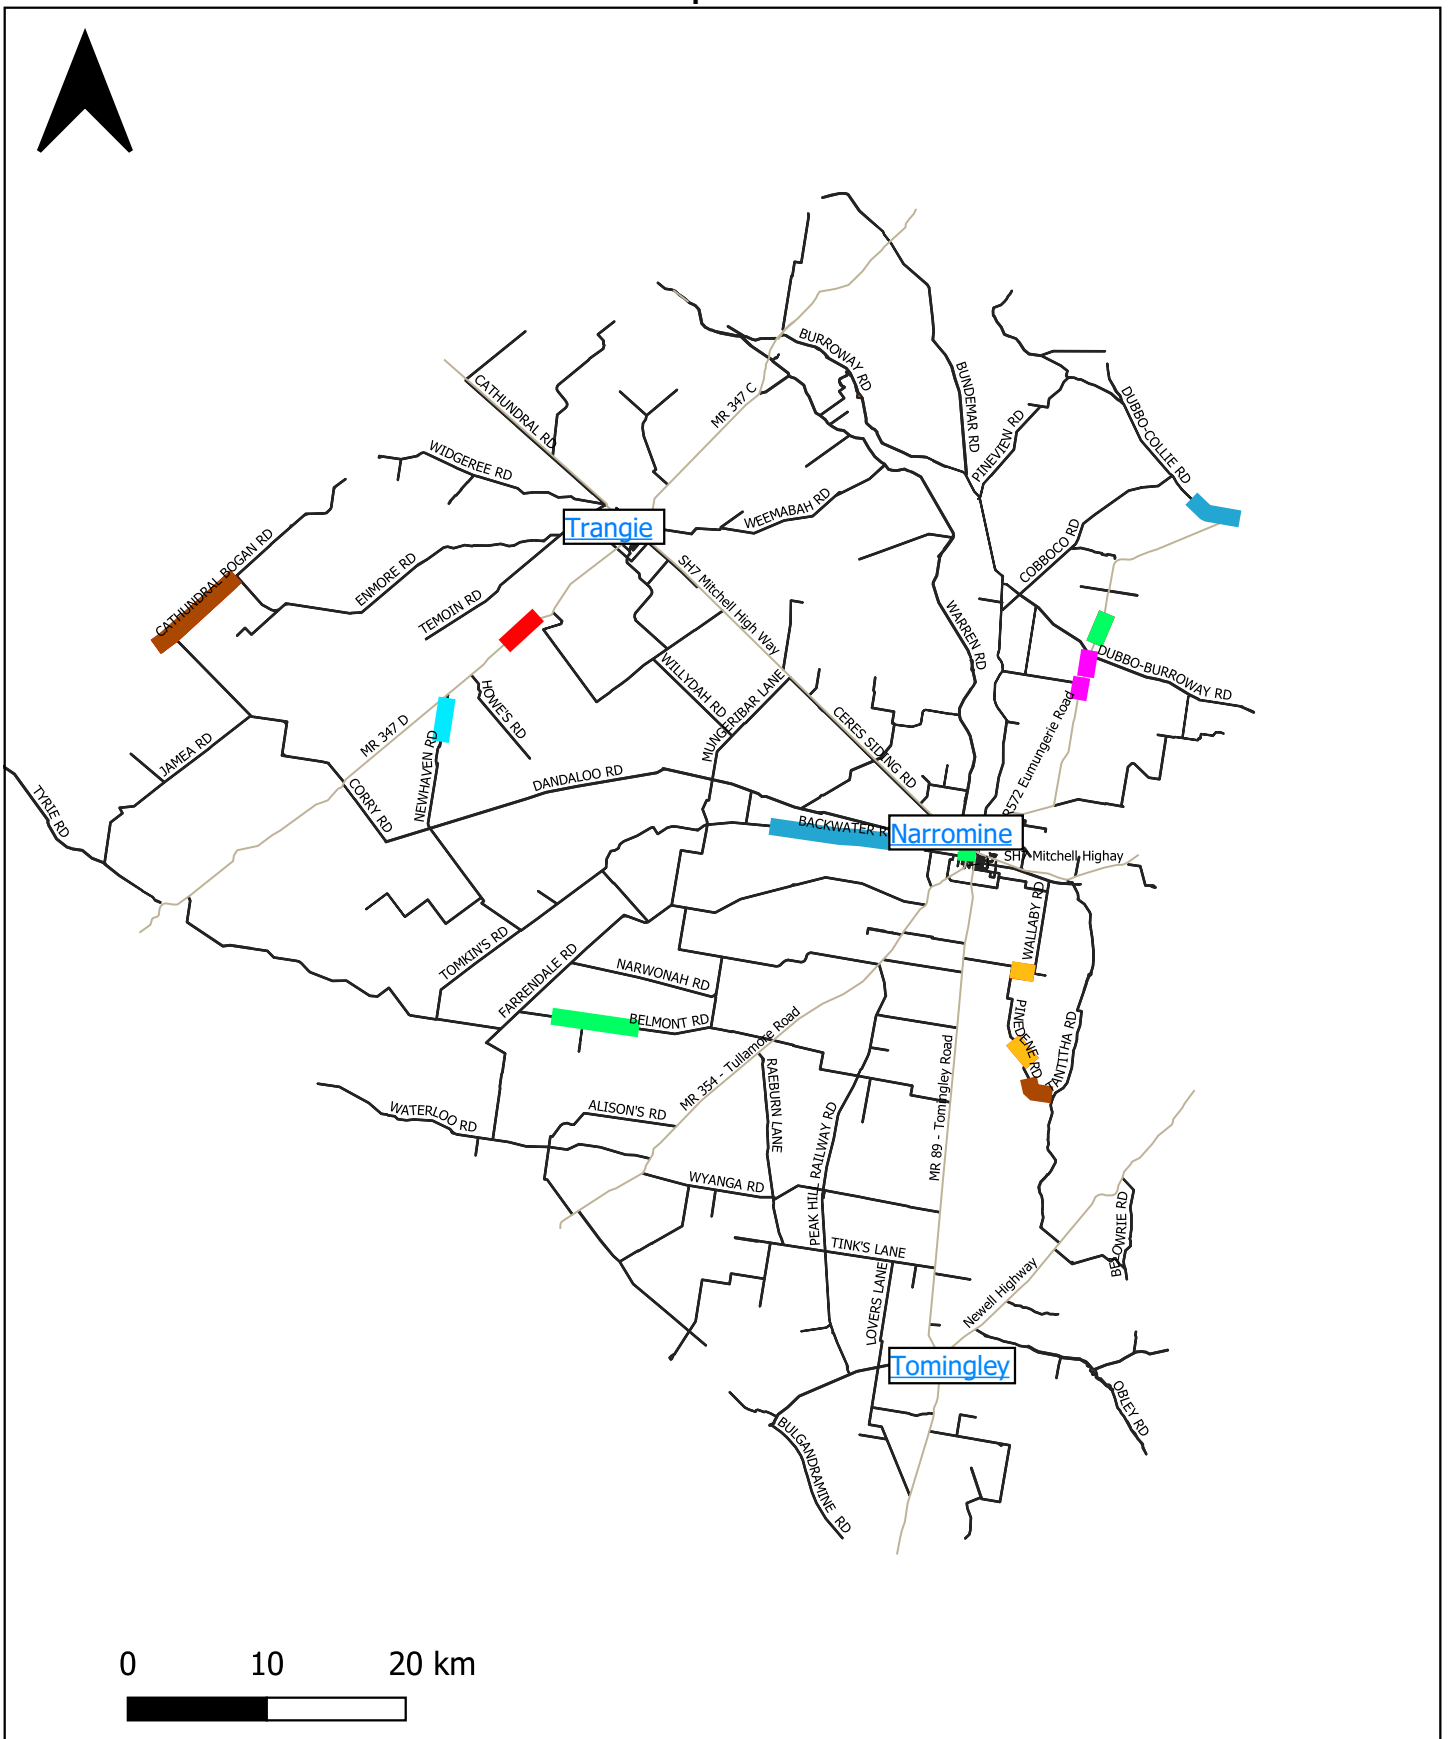 BURROWAY RD
BUNDEMAR RD
CATHUNDRAL RD
MR 347 C
DUBBO-COLLIE RD
PINEVIEW RD
WIDGEREE RD
WEEMABAH RD
Trangie
CATHUNDRAL BOGAN RD
ENMORE RD
TEMOIN RD
SH7 Mitchell High Way
COBBOCO RD
WARREN RD
DUBBO-BURROWAY RD
WILLYDAH RD
MUNGERIBAR LANE
HOWE'S RD
MR 347 D
JAMEA RD
CERES SIDING RD
R572 Eumungerie Road
NEWHAVEN RD
CORRY RD
DANDALOO RD
TYRIE RD
BACKWATER R
Narromine
SH7 Mitchell Highay
WALLABY RD
TOMKIN'S RD
FARRENDALE RD
NARWONAH RD
BELMONT RD
PINEDENE RD
TANTITHA RD
MR 354 - Tullamore Road
MR 89 - Tomingley Road
RAEBURN LANE
WATERLOO RD
ALISON'S RD
PEAK HILL RAILWAY RD
WYANGA RD
BELOWRIE RD
TINK'S LANE
LOVERS LANE
Newell Highway
Tomingley
OBLEY RD
BULGANDRAMINE RD
0 10 20 km